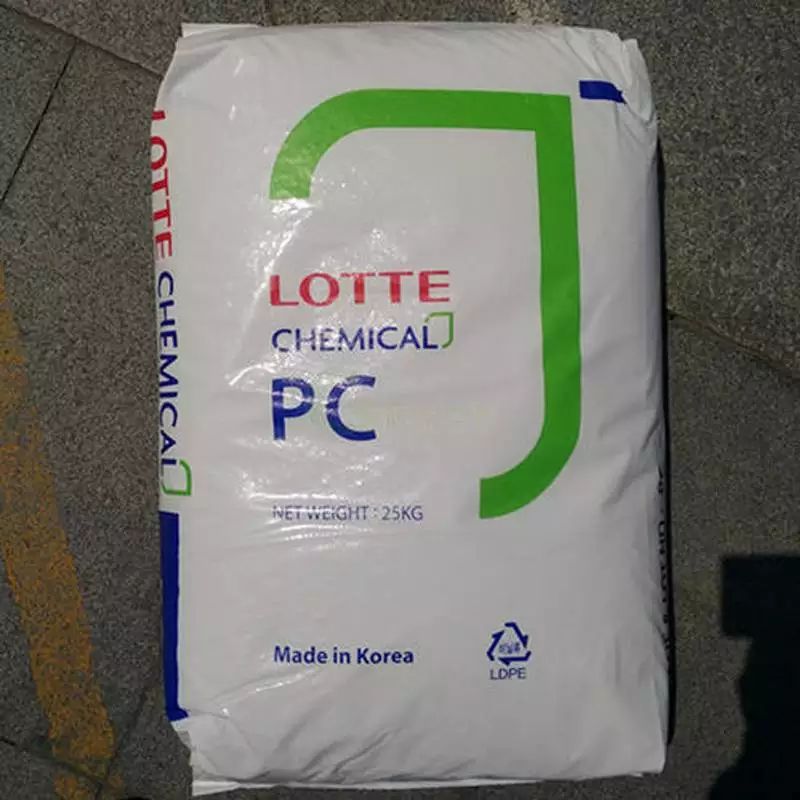 LOTTE
CHEMICAL
PC
NET WEIGHT : 25KG
Made in Korea
LDPE
LOTTE CHEMICAL